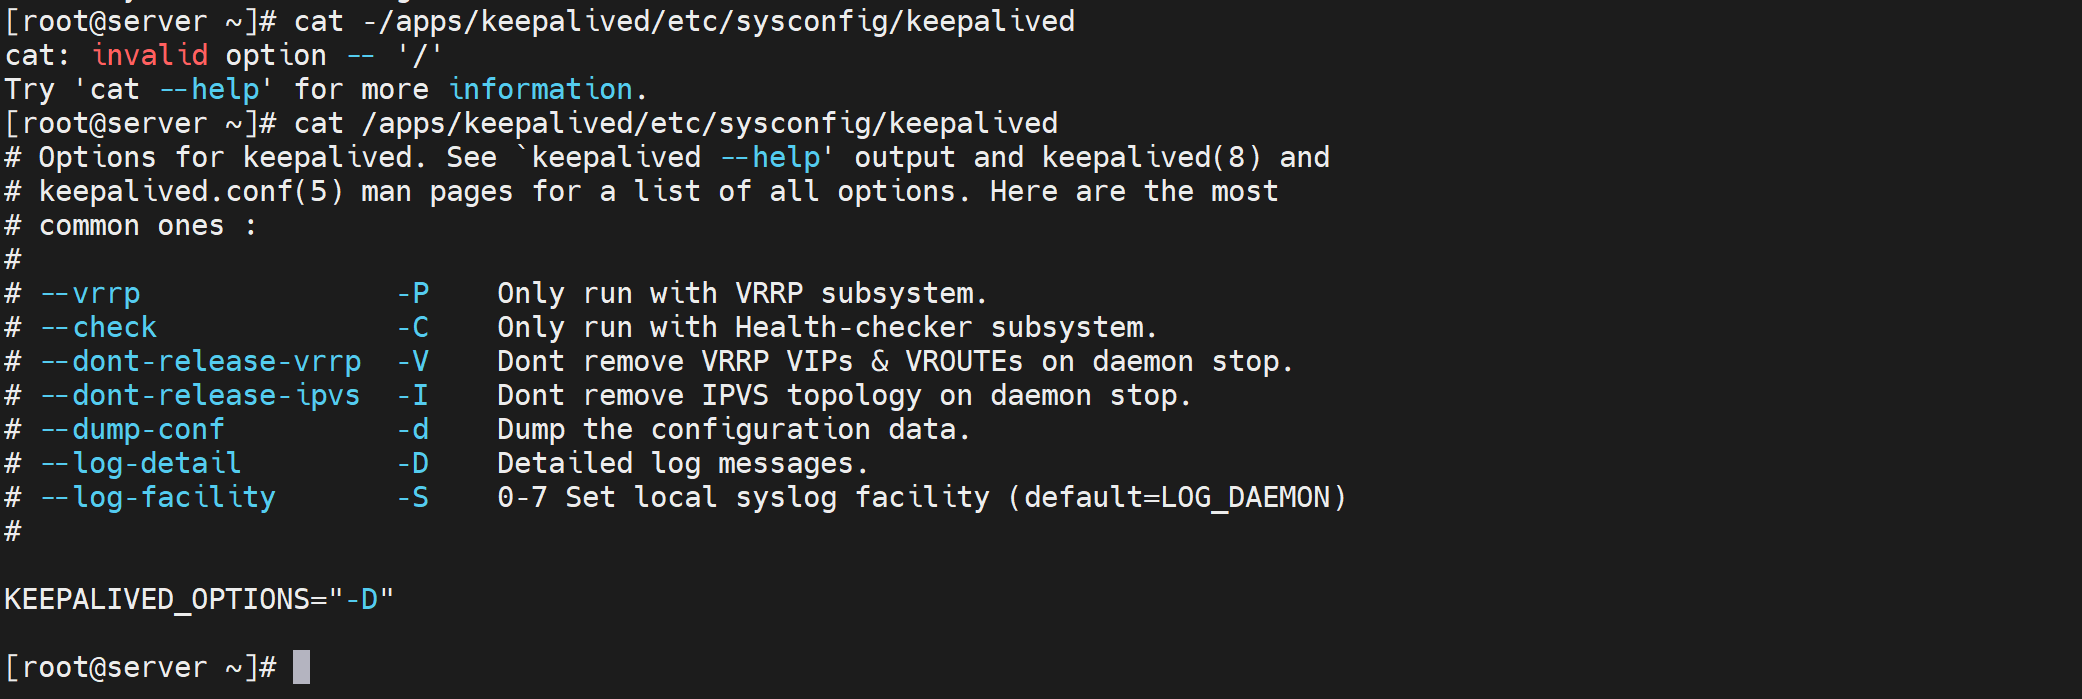 [root@server ~]# cat -/apps/keepalived/etc/sysconfig/keepalived
cat: invalid option -- '/'
Try 'cat --help' for more information.
[root@server ~]# cat /apps/keepalived/etc/sysconfig/keepalived
# Options for keepalived. See `keepalived --help' output and keepalived(8) and
# keepalived.conf(5) man pages for a list of all options. Here are the most
# common ones :
#
# --vrrp               -P    Only run with VRRP subsystem.
# --check              -C    Only run with Health-checker subsystem.
# --dont-release-vrrp  -V    Dont remove VRRP VIPs & VROUTEs on daemon stop.
# --dont-release-ipvs  -I    Dont remove IPVS topology on daemon stop.
# --dump-conf          -d    Dump the configuration data.
# --log-detail         -D    Detailed log messages.
# --log-facility       -S    0-7 Set local syslog facility (default=LOG_DAEMON)
#

KEEPALIVED_OPTIONS="-D"

[root@server ~]#